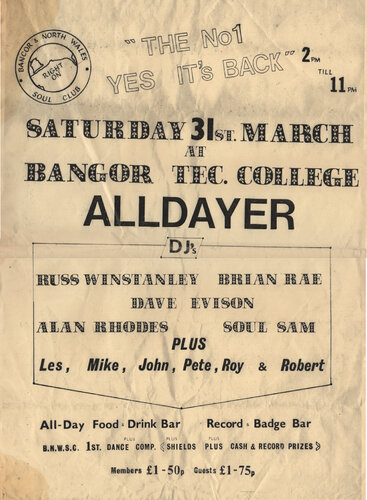 BANGOR & NORTH WALES
RIGHT ON
SOUL CLUB
"THE No1
YES IT'S BACK"
2PM
TILL
11PM
SATURDAY 31ST. MARCH
AT
BANGOR TEC. COLLEGE
ALLDAYER
DJs
RUSS WINSTANLEY BRIAN RAE
DAVE EVISON
ALAN RHODES SOUL SAM
PLUS
Les, Mike, John, Pete, Roy & Robert
All-Day Food & Drink Bar Record & Badge Bar
B.N.W.S.C. 1ST. DANCE COMP. PLUS SHIELDS PLUS CASH & RECORD PRIZES
Members £1-50p Guests £1-75p